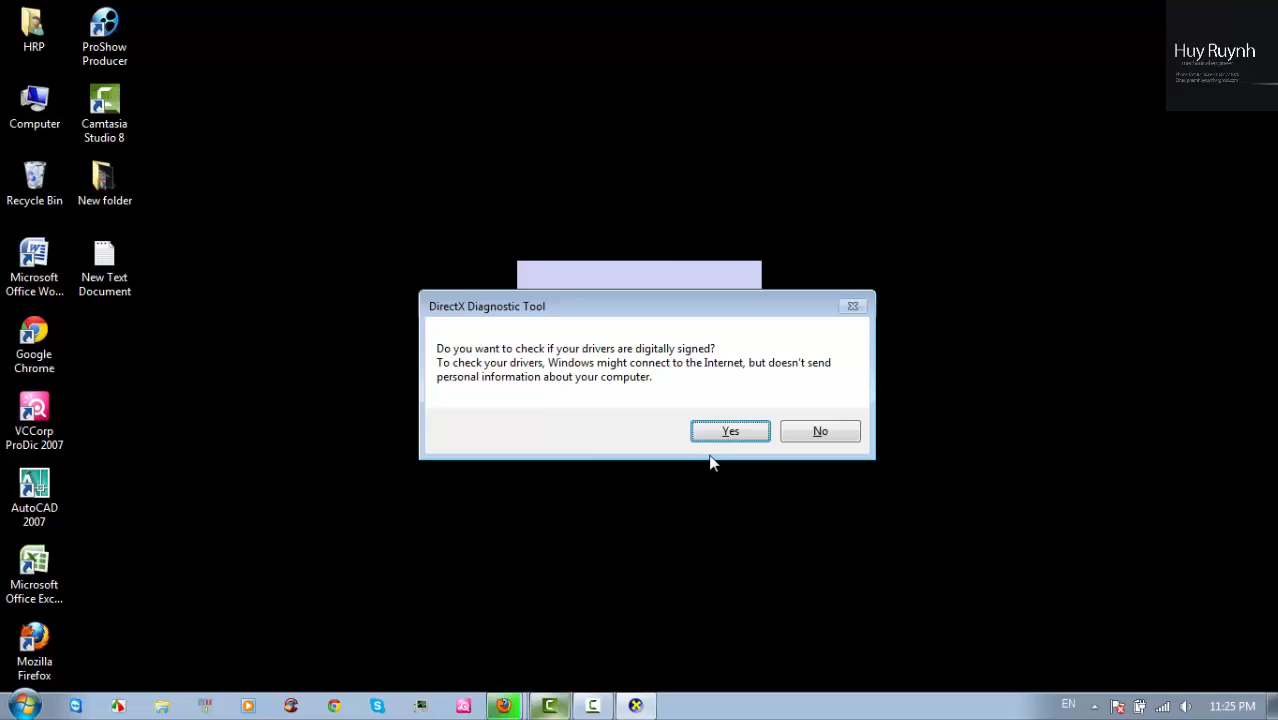 HRP
ProShow
Producer
Huy Ruynh
Computer
Camtasia
Studio 8
Recycle Bin
New folder
Microsoft
Office Wo...
New Text
Document
DirectX Diagnostic Tool
Do you want to check if your drivers are digitally signed?
To check your drivers, Windows might connect to the Internet, but doesn't send
personal information about your computer.
Yes
No
Google
Chrome
VCCorp
ProDic 2007
AutoCAD
2007
Microsoft
Office Exc...
Mozilla
Firefox
EN
11:25 PM